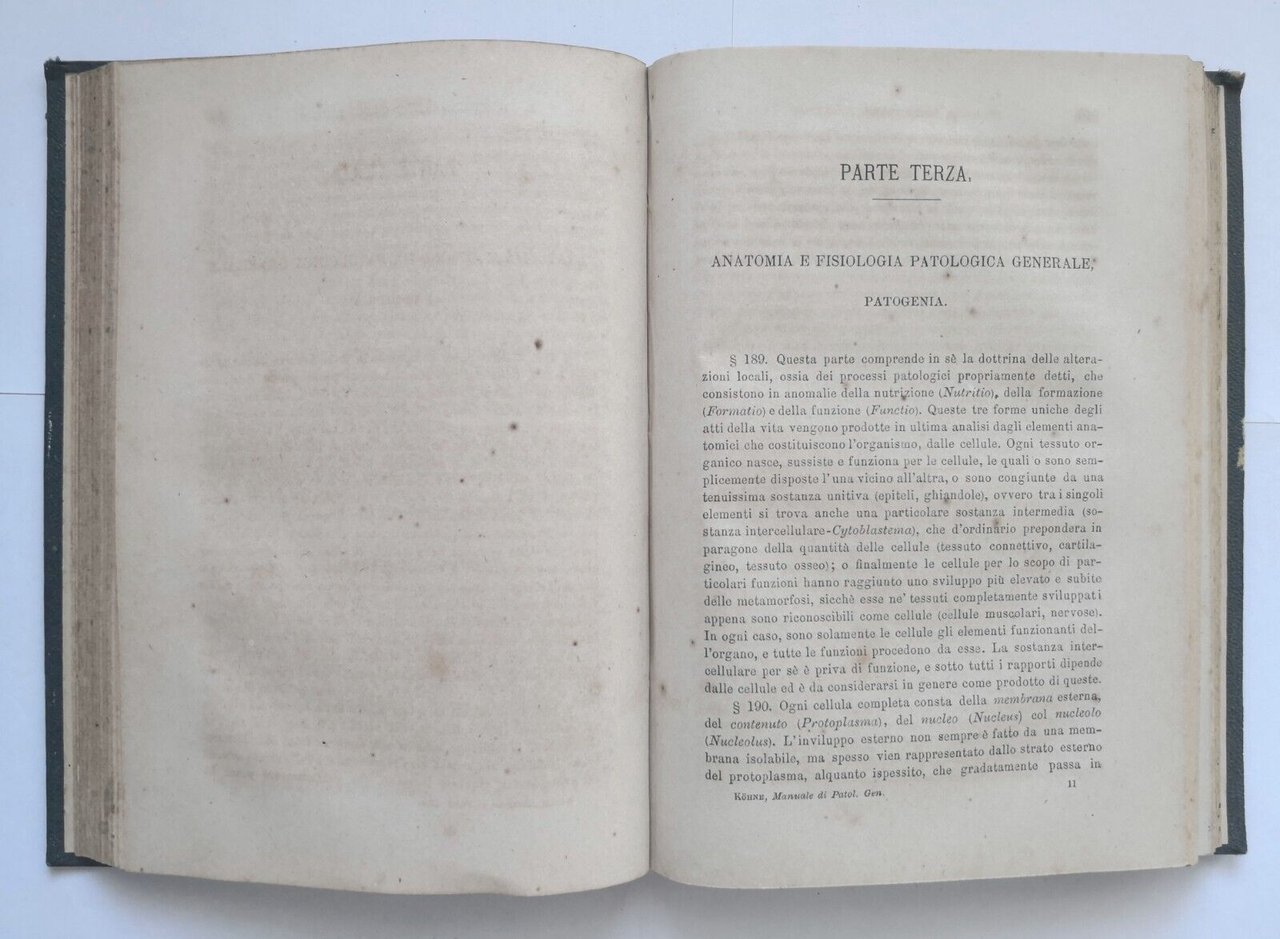 PARTE TERZA.
ANATOMIA E FISIOLOGIA PATOLOGICA GENERALE,
PATOGENIA.
§ 189. Questa parte comprende in sè la dottrina delle altera-
zioni locali, ossia dei processi patologici propriamente detti, che
consistono in anomalie della nutrizione (Nutritio), della formazione
(Formatio) e della funzione (Functio). Queste tre forme uniche degli
atti della vita vengono prodotte in ultima analisi dagli elementi ana-
tomici che costituiscono l'organismo, dalle cellule. Ogni tessuto or-
ganico nasce, sussiste e funziona per le cellule, le quali o sono sem-
plicemente disposte l'una vicino all'altra, o sono congiunte da una
tenuissima sostanza unitiva (epiteli, ghiandole), ovvero tra i singoli
elementi si trova anche una particolare sostanza intermedia (so-
stanza intercellulare-Cytoblastema), che d'ordinario prepondera in
paragone della quantità delle cellule (tessuto connettivo, cartila-
gineo, tessuto osseo); o finalmente le cellule per lo scopo di par-
ticolari funzioni hanno raggiunto uno sviluppo più elevato e subite
delle metamorfosi, sicchè esse ne' tessuti completamente sviluppati
appena sono riconoscibili come cellule (cellule muscolari, nervose).
In ogni caso, sono solamente le cellule gli elementi funzionanti del-
l'organo, e tutte le funzioni procedono da esse. La sostanza inter-
cellulare per sè è priva di funzione, e sotto tutti i rapporti dipende
dalle cellule ed è da considerarsi in genere come prodotto di queste.
§ 190. Ogni cellula completa consta della membrana esterna,
del contenuto (Protoplasma), del nucleo (Nucleus) col nucleolo
(Nucleolus). L'inviluppo esterno non sempre è fatto da una mem-
brana isolabile, ma spesso vien rappresentato dallo strato esterno
del protoplasma, alquanto ispessito, che gradatamente passa in
KÖHNE, Manuale di Patol. Gen.
11